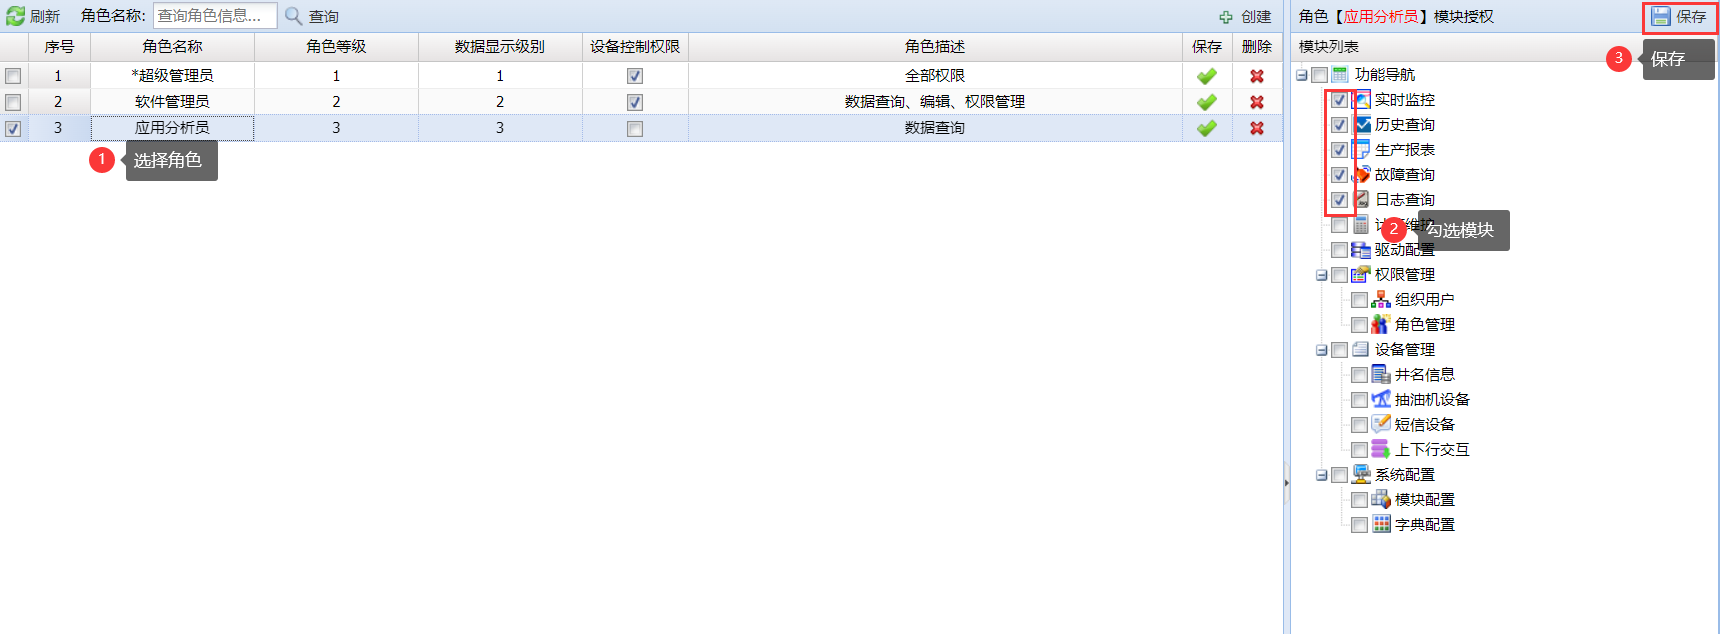 刷新 角色名称: 查询角色信息... 查询 创建
序号 角色名称 角色等级 数据显示级别 设备控制权限 角色描述 保存 删除
1 *超级管理员 1 1 全部权限
2 软件管理员 2 2 数据查询、编辑、权限管理
3 应用分析员 3 3 数据查询
1 选择角色
角色【应用分析员】模块授权 保存
模块列表
3 保存
功能导航
实时监控
历史查询
生产报表
故障查询
日志查询
2 勾选模块
驱动配置
权限管理
组织用户
角色管理
设备管理
井名信息
抽油机设备
短信设备
上下行交互
系统配置
模块配置
字典配置